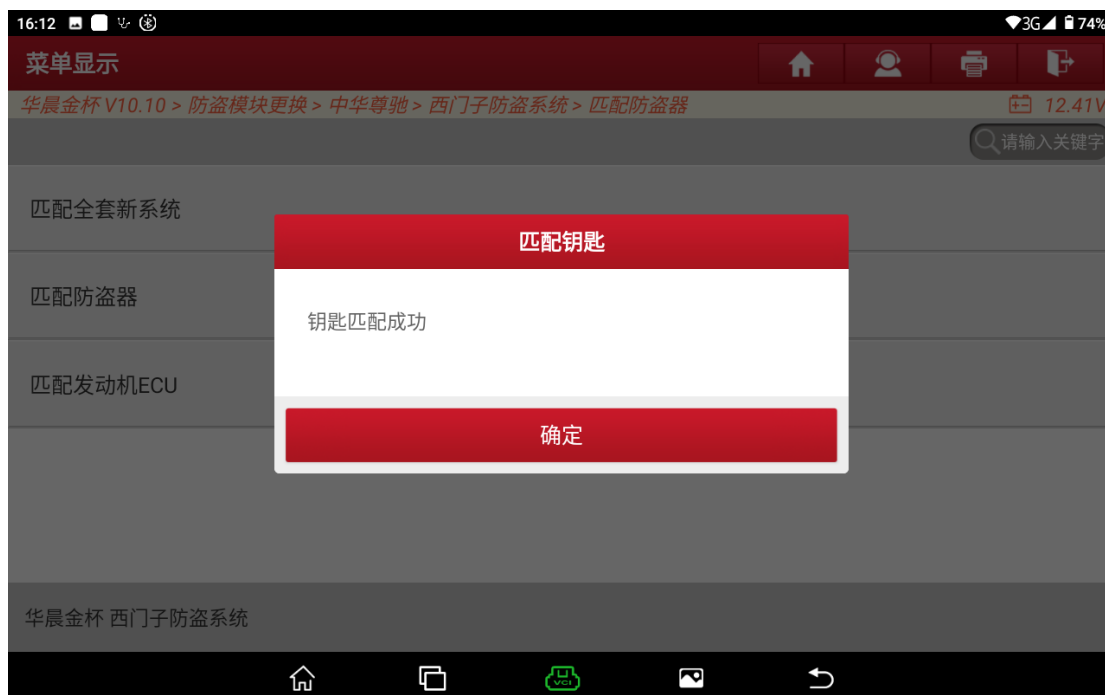 16:12
3G 74%
菜单显示
华晨金杯 V10.10 > 防盗模块更换 > 中华尊驰 > 西门子防盗系统 > 匹配防盗器
12.41V
请输入关键字
匹配全套新系统
匹配钥匙
匹配防盗器
钥匙匹配成功
匹配发动机ECU
确定
华晨金杯 西门子防盗系统
VCI